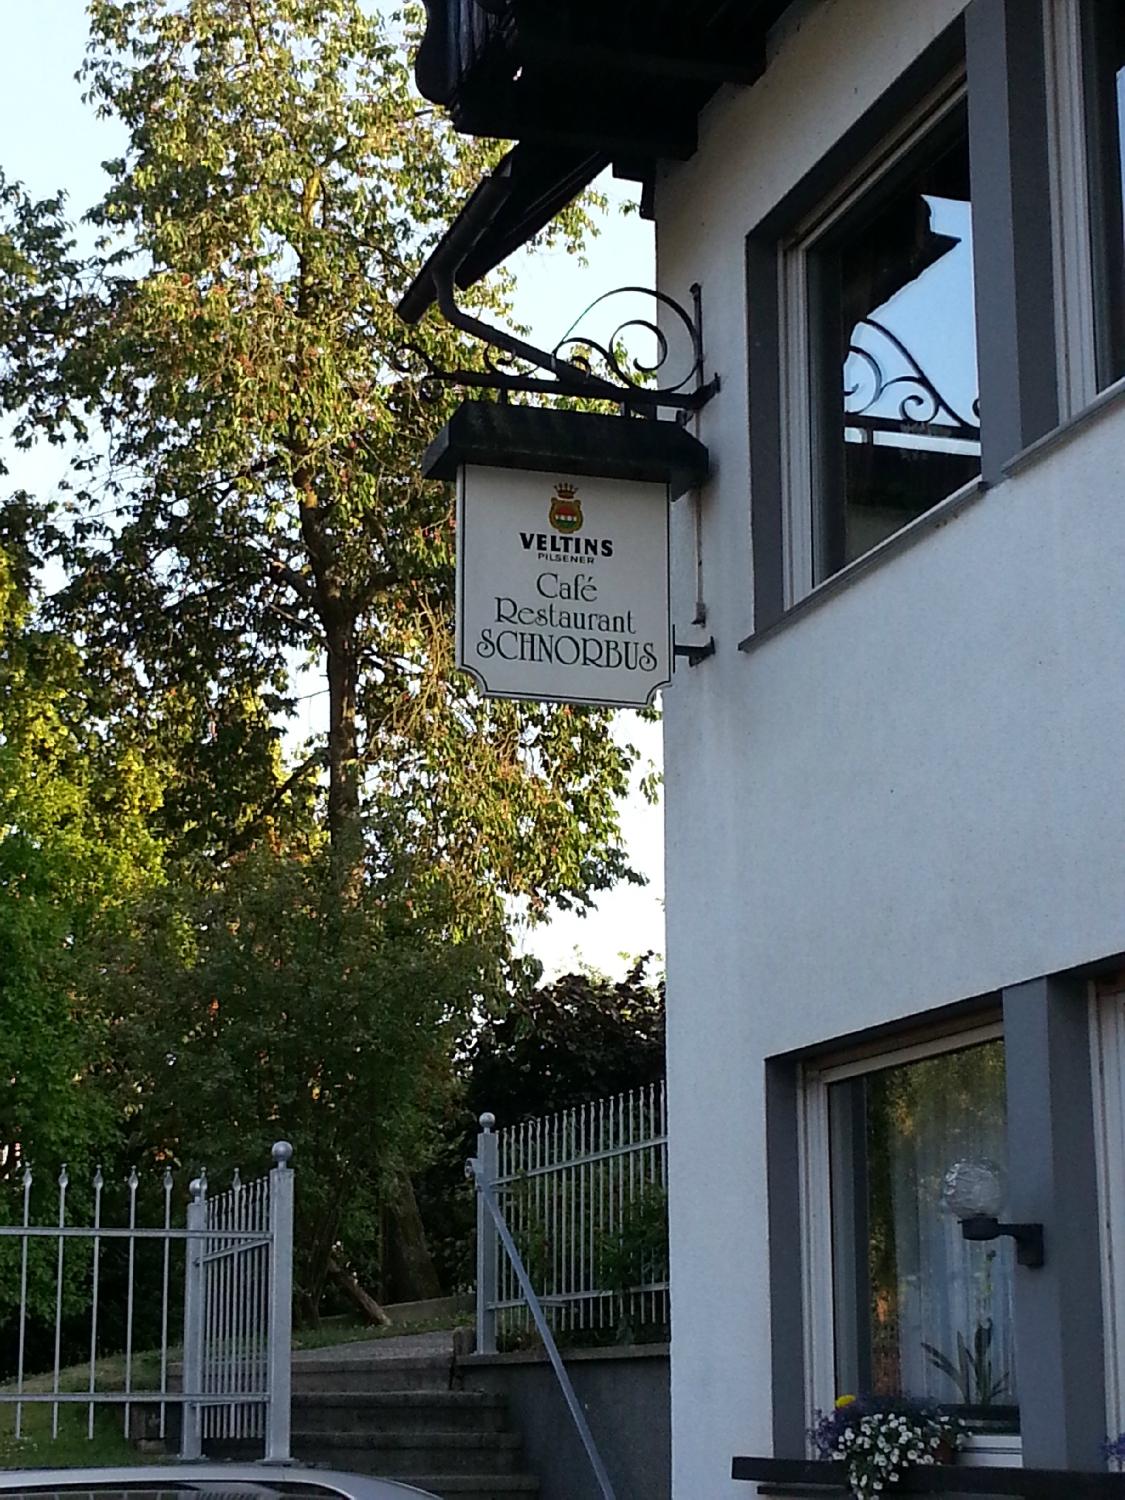 VELTINS
PILSENER
Café
Restaurant
SCHNORBUS